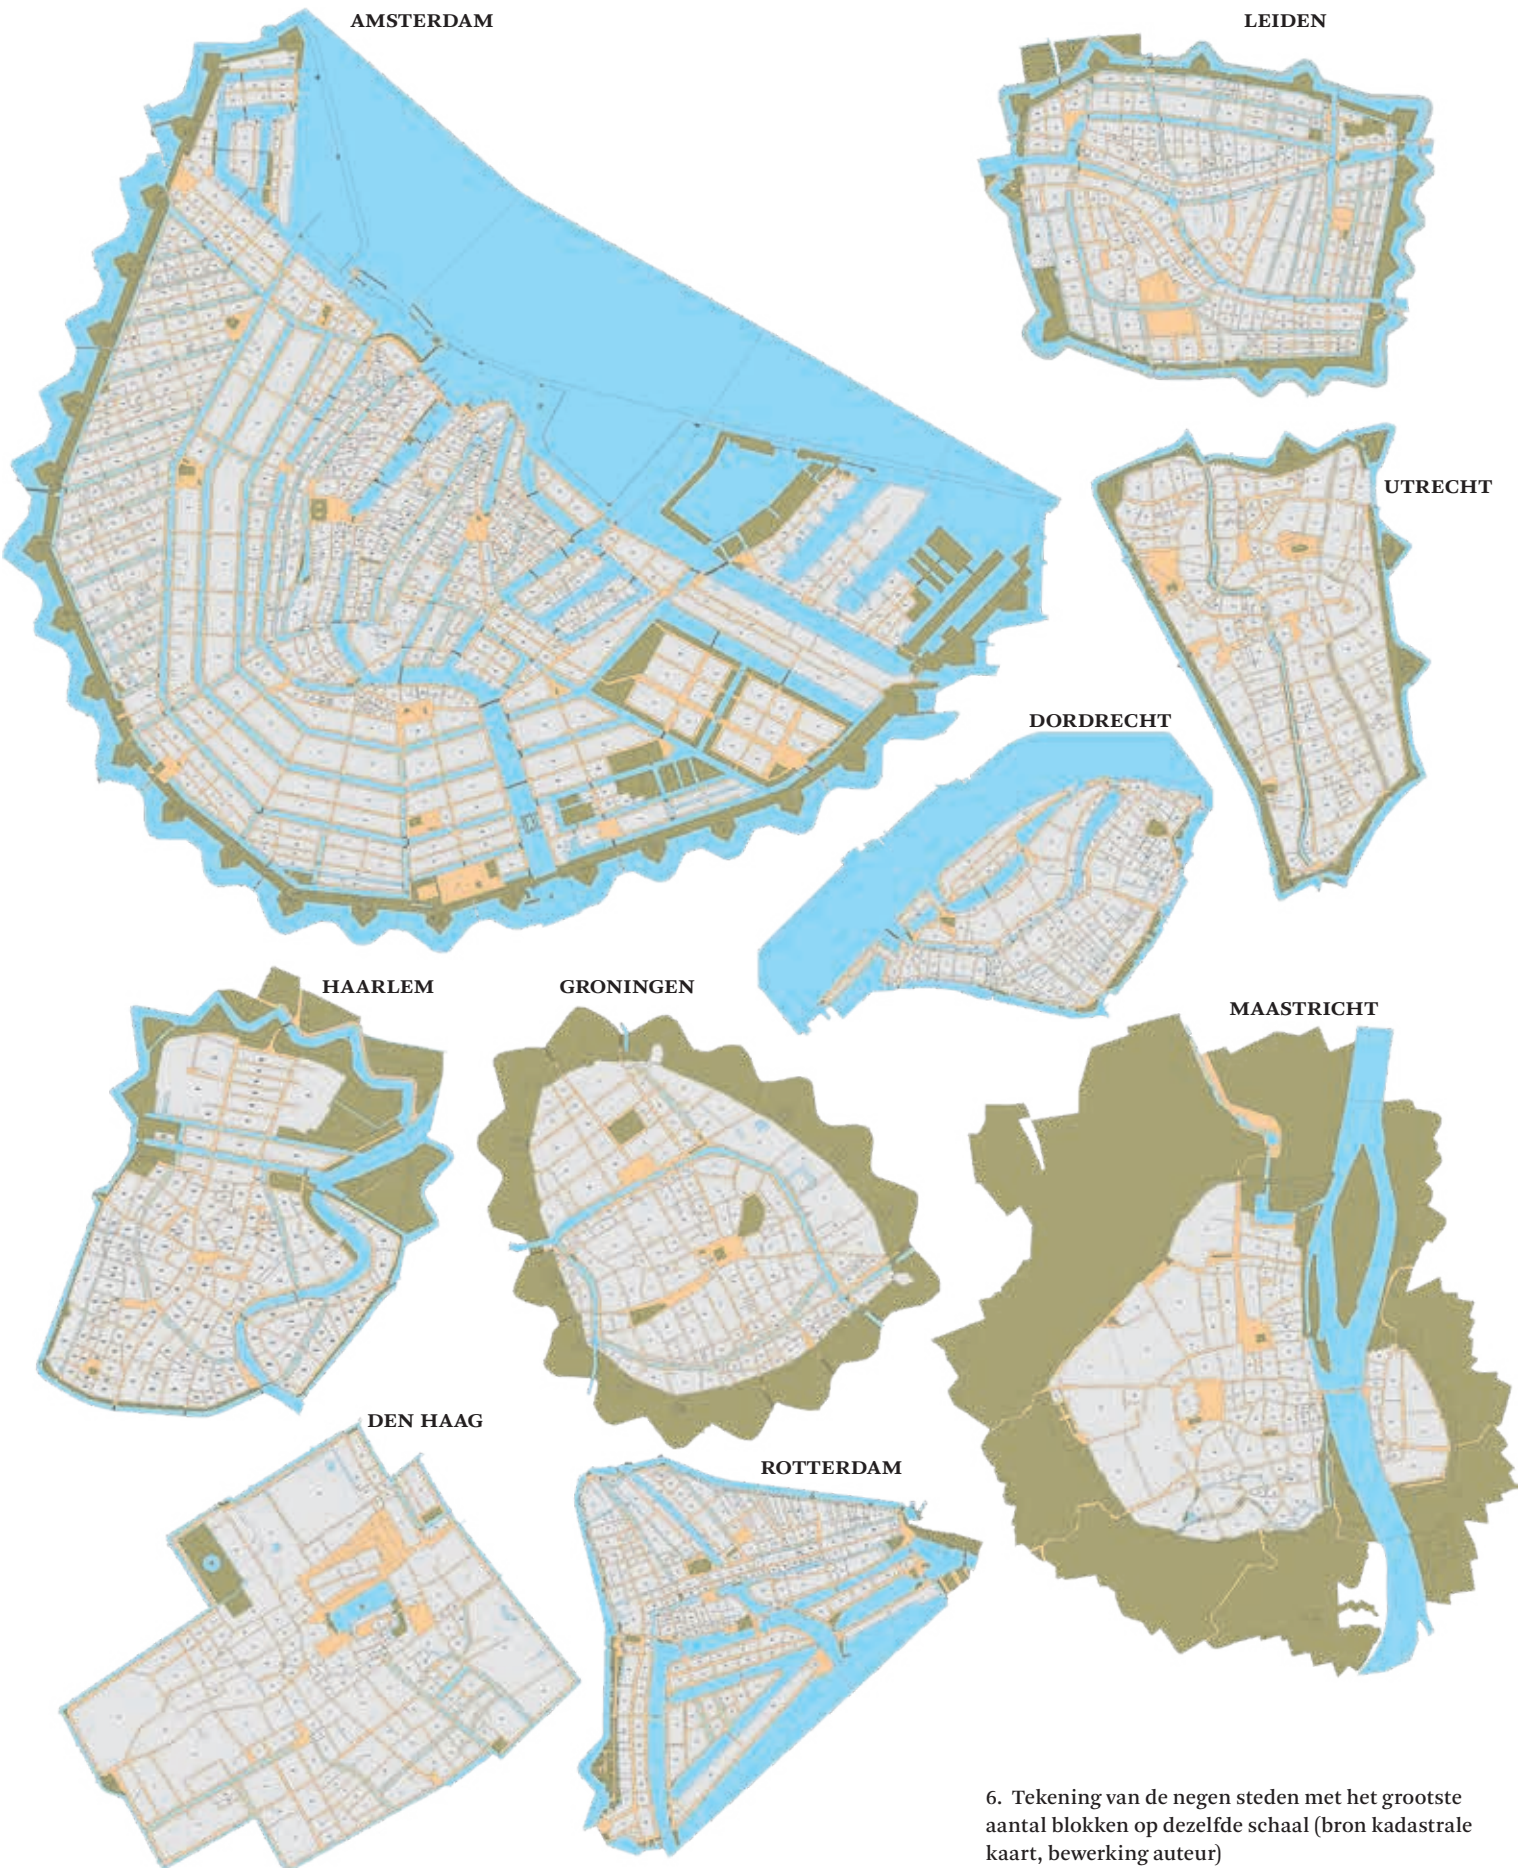 AMSTERDAM
LEIDEN
UTRECHT
DORDRECHT
HAARLEM
GRONINGEN
MAASTRICHT
DEN HAAG
ROTTERDAM
6. Tekening van de negen steden met het grootste
aantal blokken op dezelfde schaal (bron kadastrale
kaart, bewerking auteur)